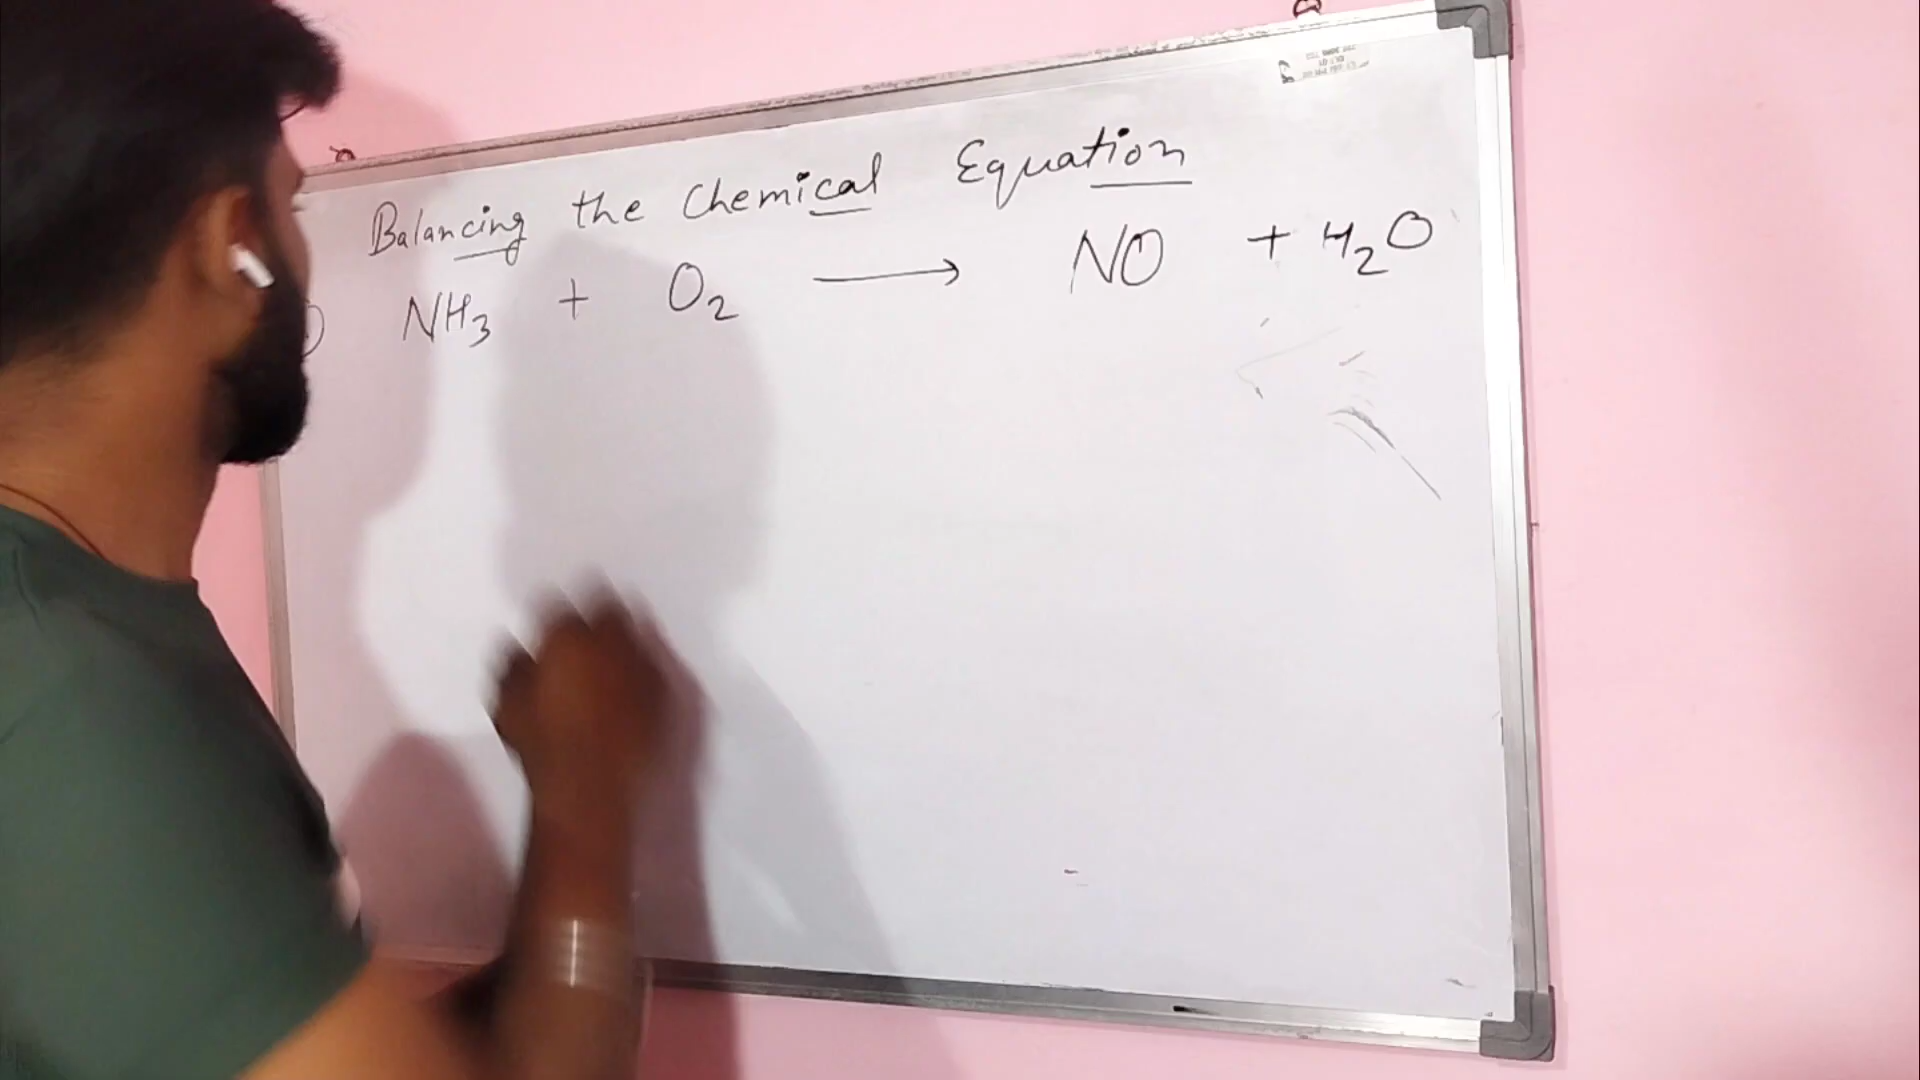 Balancing the Chemical Equation
NH₃ + O₂ ⟶ NO + H₂O